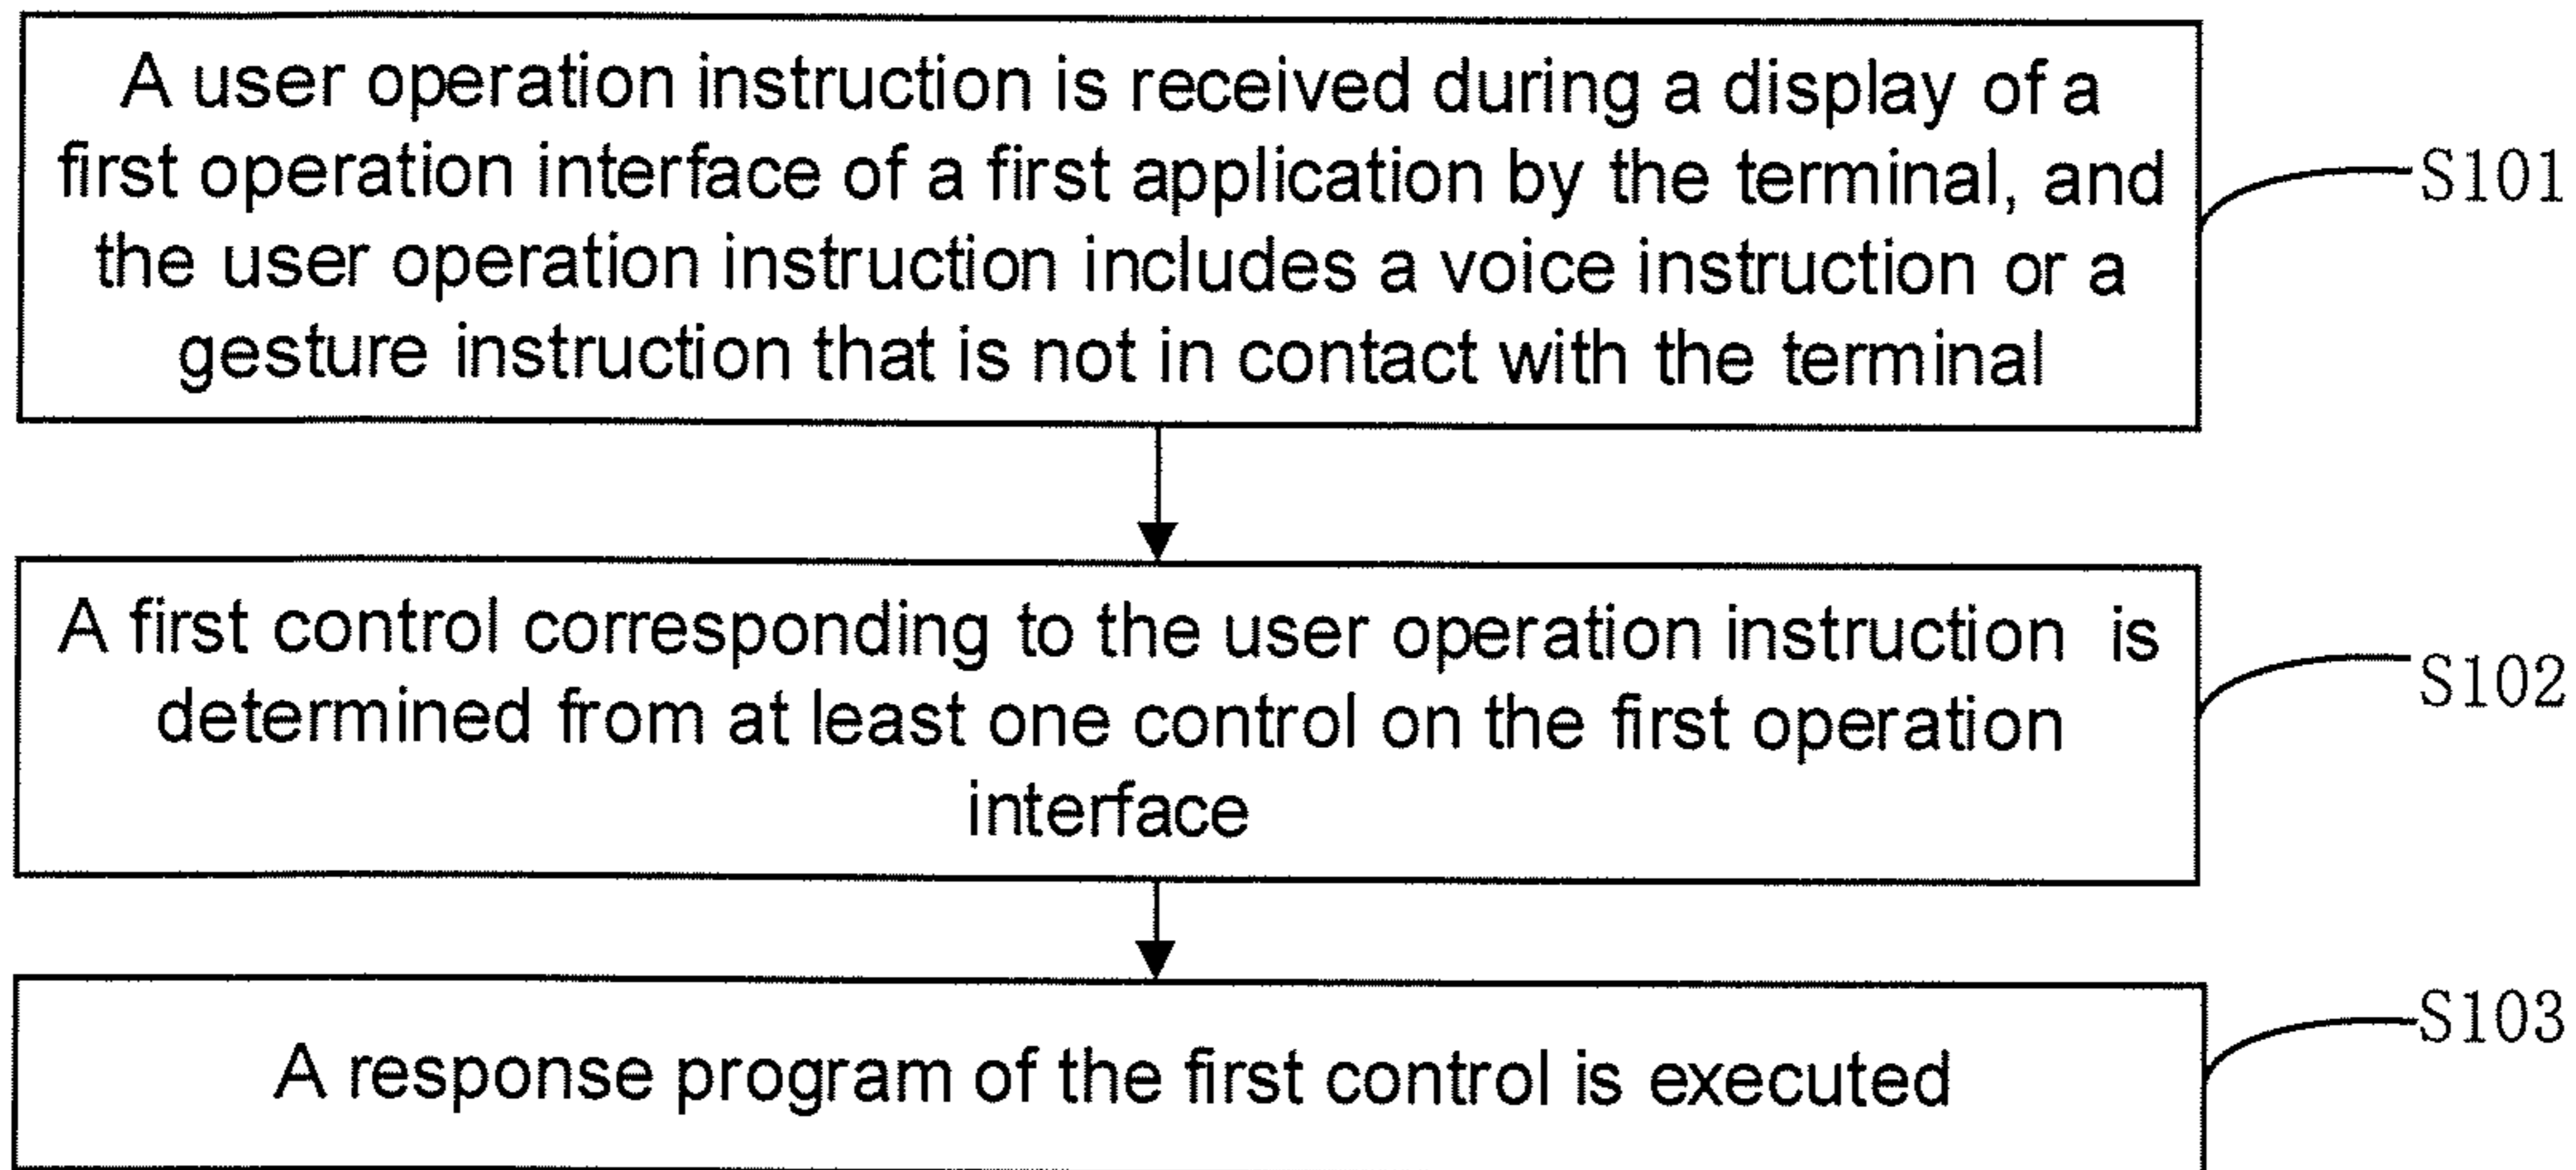 A user operation instruction is received during a display of a
first operation interface of a first application by the terminal, and
the user operation instruction includes a voice instruction or a
gesture instruction that is not in contact with the terminal
S101
A first control corresponding to the user operation instruction is
determined from at least one control on the first operation
interface
S102
A response program of the first control is executed
S103